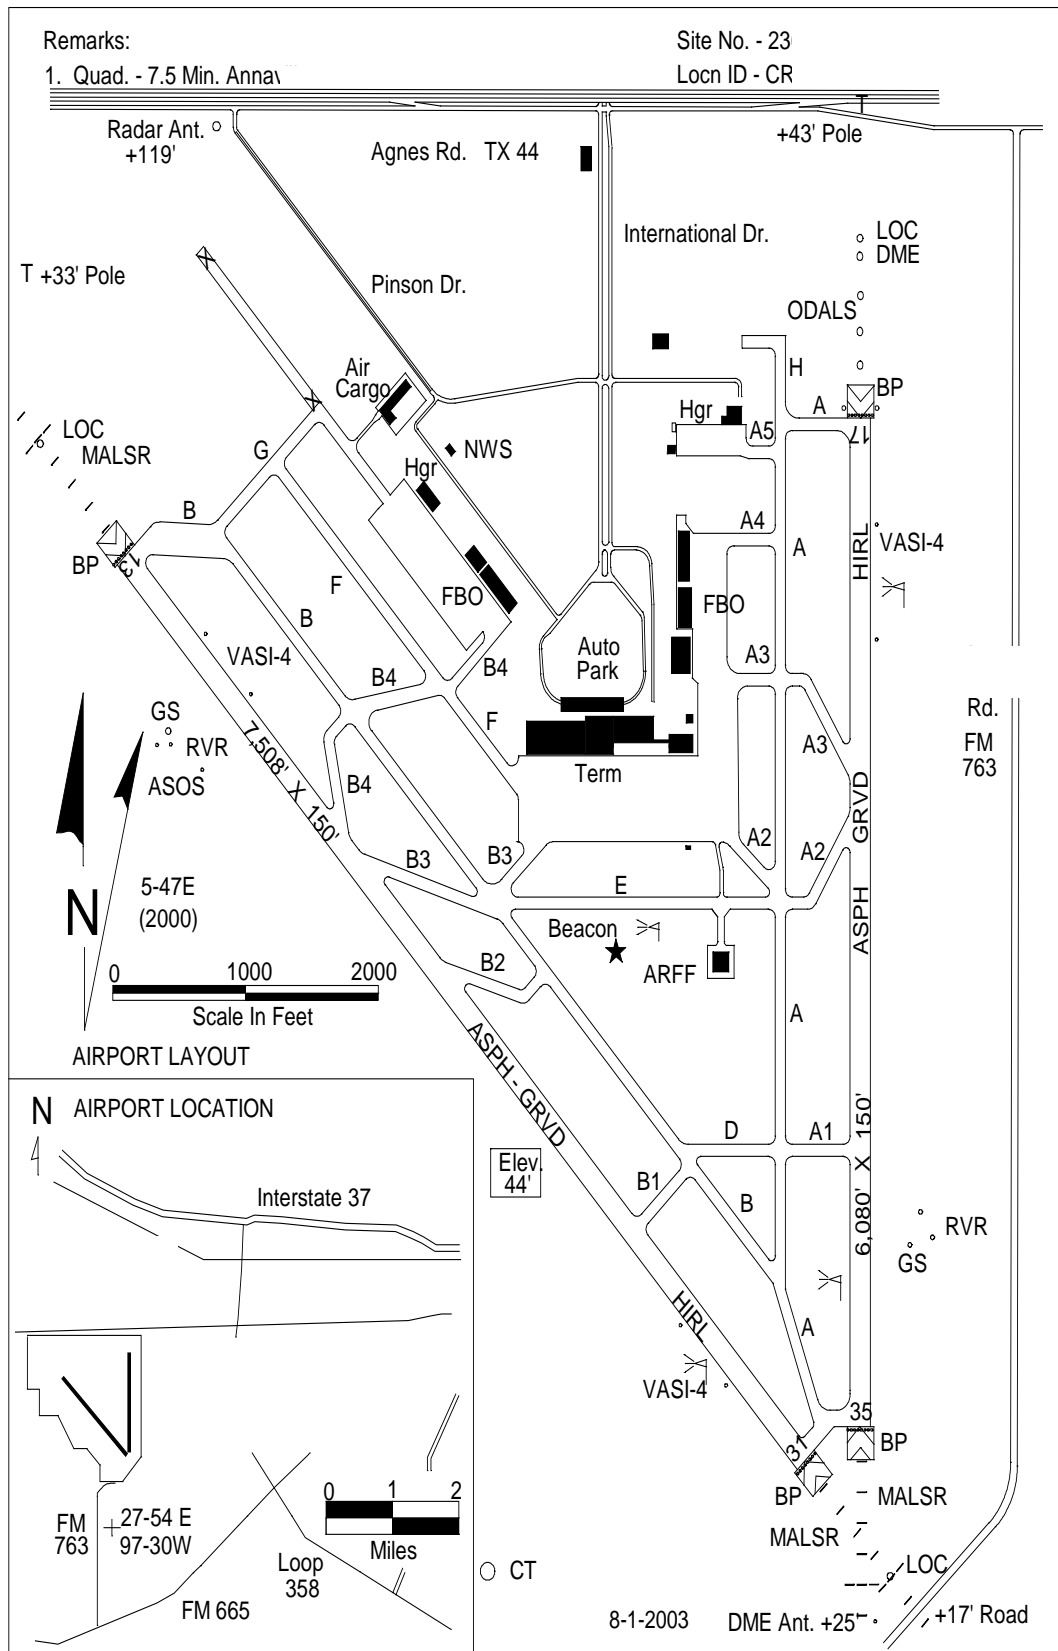 Remarks:
Site No. - 23
1. Quad. - 7.5 Min.
Locn ID - CR
T
Radar Ant.
+119'
Agnes Rd. TX 44
+43' Pole
International Dr.
LOC
DME
T +33' Pole
Pinson Dr.
ODALS
Air
Cargo
H
BP
X
X
Hgr
A
LOC
MALSR
G
NWS
A5
17
Hgr
B
A4
BP
13
F
A
HIRL
VASI-4
FBO
FBO
B
VASI-4
B4
B4
Auto
Park
A3
GS
RVR
ASOS
7,508' X 150'
F
A3
Rd.
FM
763
Term
B4
GRVD
B3
B3
A2
A2
N
5-47E
(2000)
E
ASPH
Beacon
B2
ARFF
0 1000 2000
Scale In Feet
A
ASPH - GRVD
AIRPORT LAYOUT
N AIRPORT LOCATION
D
A1
6,080' X 150'
Elev.
44'
B1
B
Interstate 37
RVR
GS
HIRL
A
VASI-4
35
31
BP
BP
0 1 2
Miles
MALSR
MALSR
FM
763
27-54 E
97-30W
Loop
358
LOC
CT
FM 665
8-1-2003
DME Ant. +25'
+17' Road